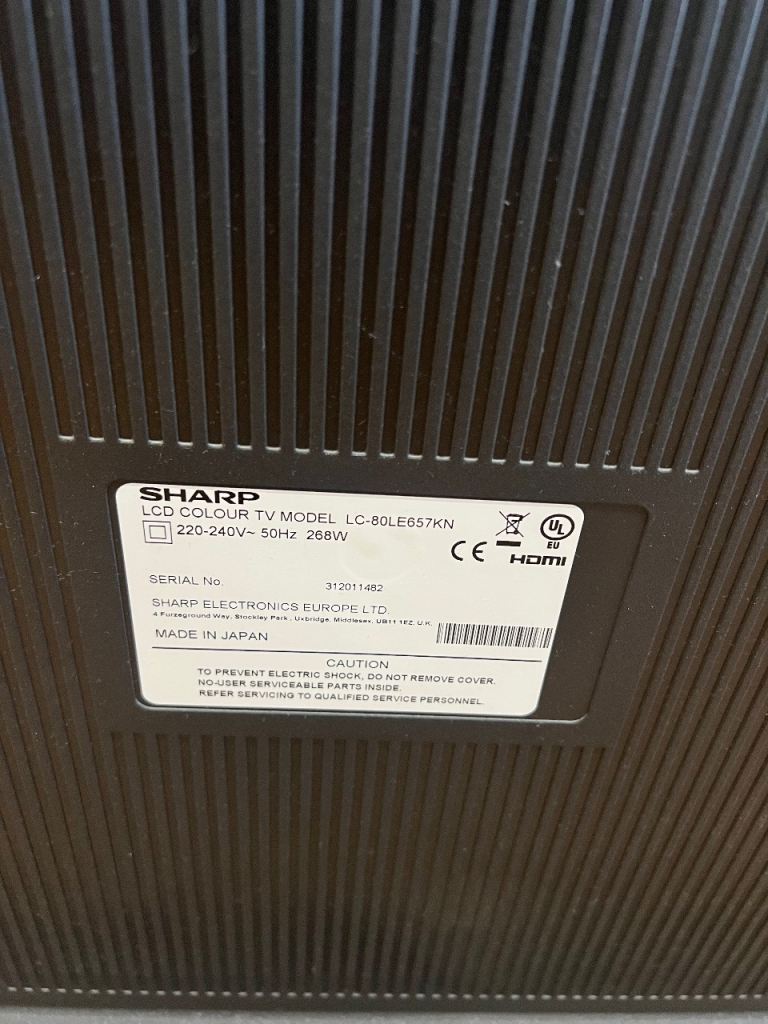 SHARP
LCD COLOUR TV MODEL LC-80LE657KN
220-240V~ 50Hz 268W
UL
EU
CE
HDMI
SERIAL No. 312011482
SHARP ELECTRONICS EUROPE LTD.
4 Furzeground Way, Stockley Park, Uxbridge, Middlesex, UB11 1EZ, U.K.
MADE IN JAPAN
CAUTION
TO PREVENT ELECTRIC SHOCK, DO NOT REMOVE COVER.
NO-USER SERVICEABLE PARTS INSIDE.
REFER SERVICING TO QUALIFIED SERVICE PERSONNEL.